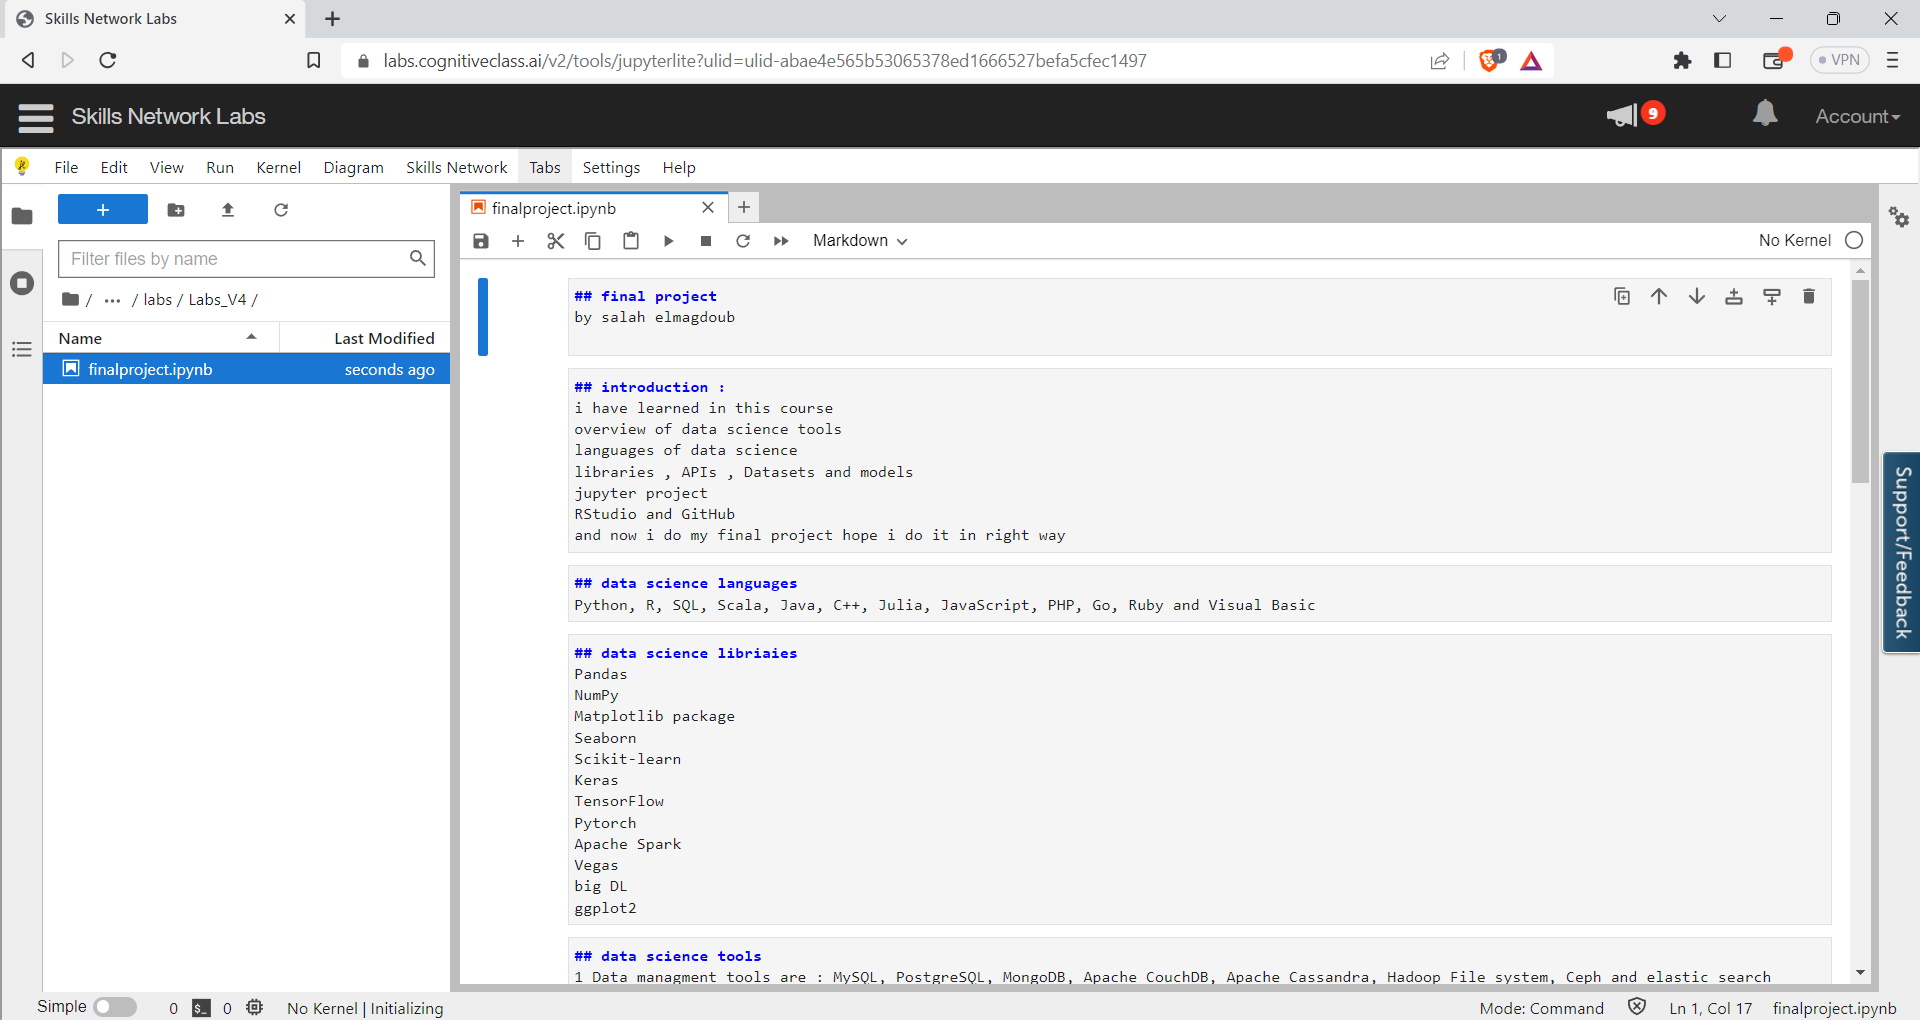 Skills Network Labs
labs.cognitiveclass.ai/v2/tools/jupyterlite?ulid=ulid-abae4e565b53065378ed1666527befa5cfec1497
1
VPN
Skills Network Labs
9
Account
File Edit View Run Kernel Diagram Skills Network Tabs Settings Help
+
finalproject.ipynb
Markdown
No Kernel
Filter files by name
/ ... / labs / Labs_V4 /
Name Last Modified
finalproject.ipynb seconds ago
## final project
by salah elmagdoub
## introduction :
i have learned in this course
overview of data science tools
languages of data science
libraries , APIs , Datasets and models
jupyter project
RStudio and GitHub
and now i do my final project hope i do it in right way
## data science languages
Python, R, SQL, Scala, Java, C++, Julia, JavaScript, PHP, Go, Ruby and Visual Basic
## data science libriaies
Pandas
NumPy
Matplotlib package
Seaborn
Scikit-learn
Keras
TensorFlow
Pytorch
Apache Spark
Vegas
big DL
ggplot2
## data science tools
1 Data managment tools are : MySQL, PostgreSQL, MongoDB, Apache CouchDB, Apache Cassandra, Hadoop File system, Ceph and elastic search
Support/Feedback
Simple 0 $_ 0 No Kernel | Initializing
Mode: Command Ln 1, Col 17 finalproject.ipynb